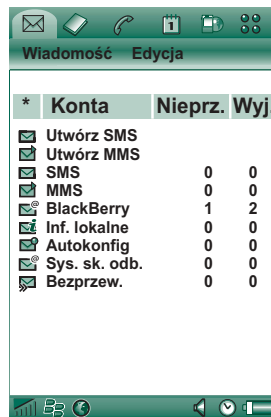 Wiadomość Edycja
* Konta Nieprz. Wyj.
Utwórz SMS
Utwórz MMS
SMS 0 0
MMS 0 0
BlackBerry 1 2
Inf. lokalne 0 0
Autokonfig 0 0
Sys. sk. odb. 0 0
Bezprzew. 0 0